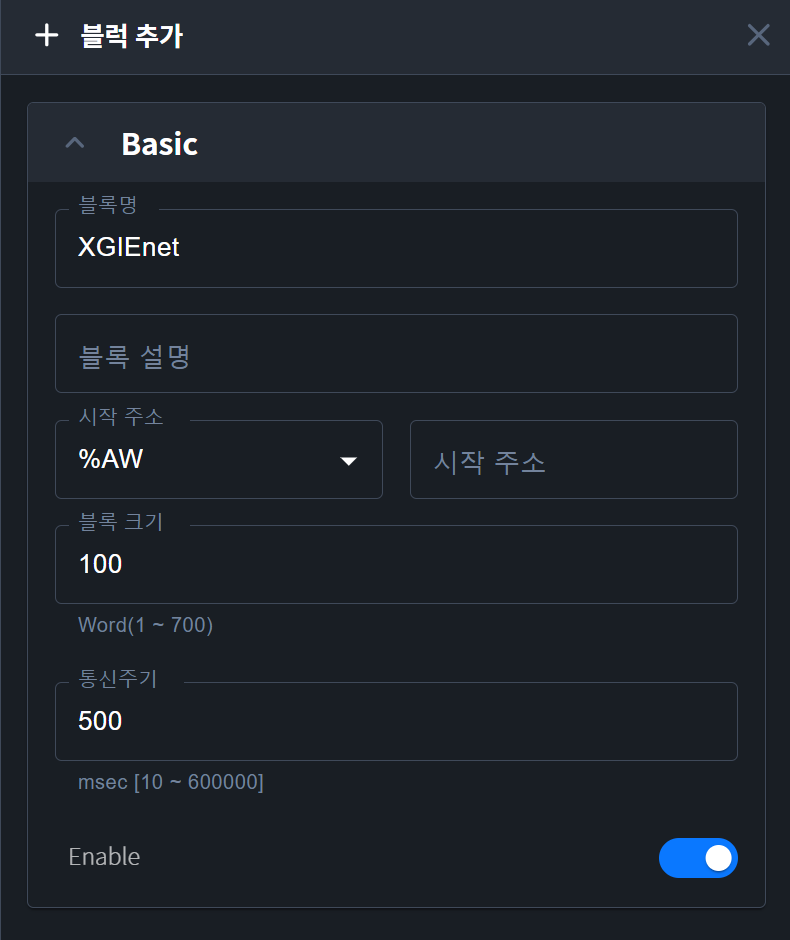 블럭 추가
Basic
블록명
XGIEnet
블록 설명
시작 주소
%AW
시작 주소
블록 크기
100
Word(1 ~ 700)
통신주기
500
msec [10 ~ 600000]
Enable